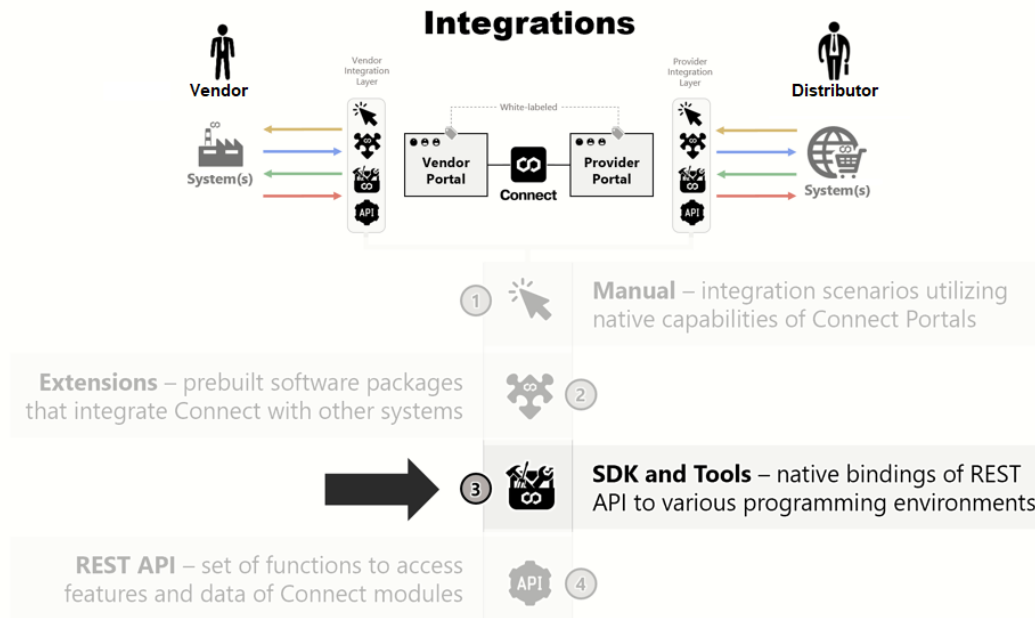 Integrations
Vendor
Distributor
Vendor
Integration
Layer
Provider
Integration
Layer
White-labeled
System(s)
Vendor
Portal
Connect
Provider
Portal
System(s)
API
API
1
Manual – integration scenarios utilizing
native capabilities of Connect Portals
Extensions – prebuilt software packages
that integrate Connect with other systems
2
3
SDK and Tools – native bindings of REST
API to various programming environments
REST API – set of functions to access
features and data of Connect modules
API
4